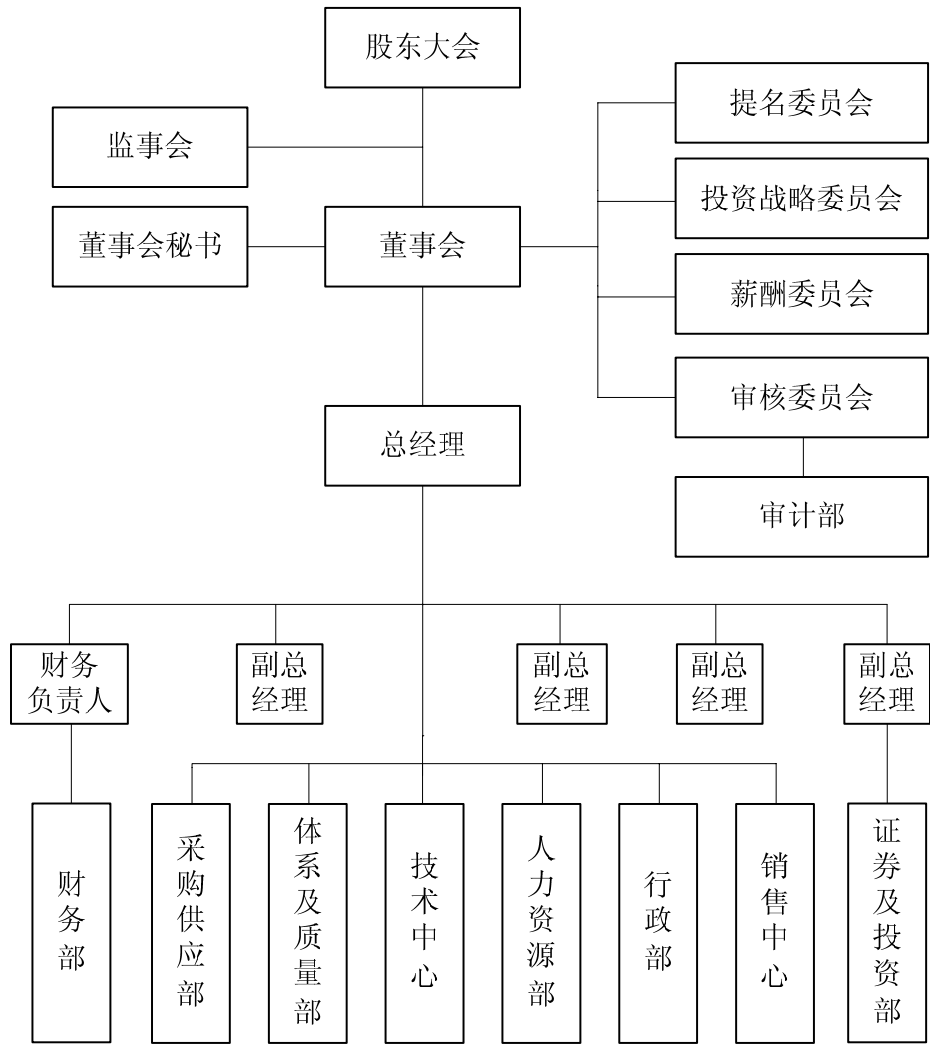 股东大会
提名委员会
监事会
投资战略委员会
董事会秘书
董事会
薪酬委员会
审核委员会
总经理
审计部
财务
负责人
副总
经理
副总
经理
副总
经理
副总
经理
财务部
采购供应部
体系及质量部
技术中心
人力资源部
行政部
销售中心
证券及投资部